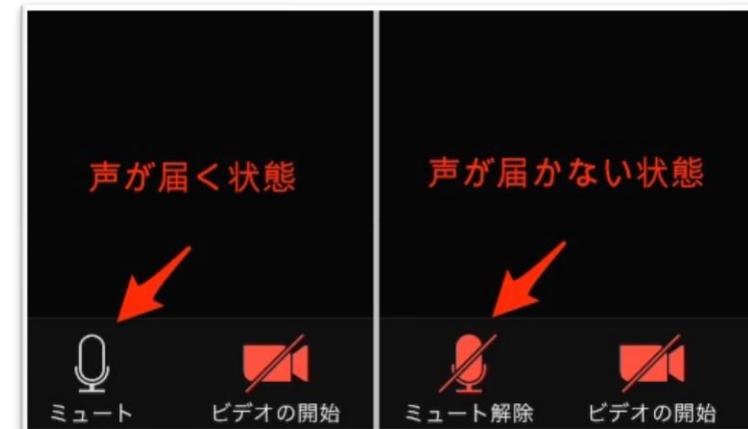 声が届く状態
声が届かない状態
ミュート
ビデオの開始
ミュート解除
ビデオの開始